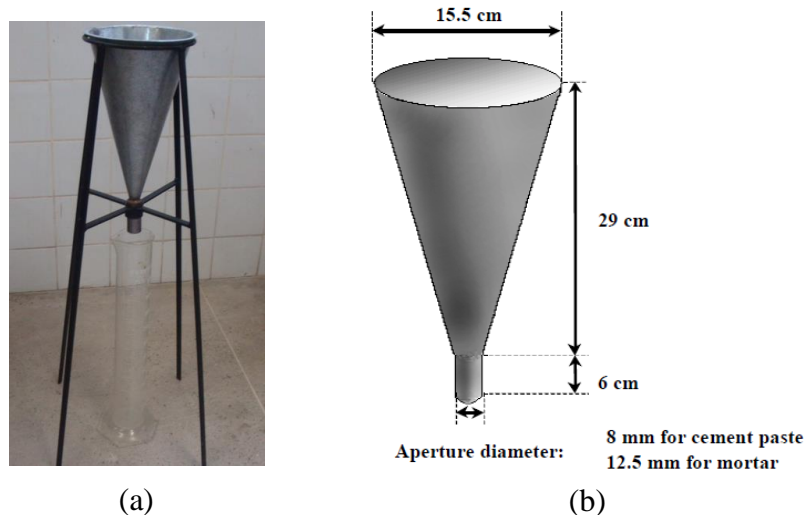 15.5 cm
29 cm
6 cm
Aperture diameter:
8 mm for cement paste
12.5 mm for mortar
(a)
(b)